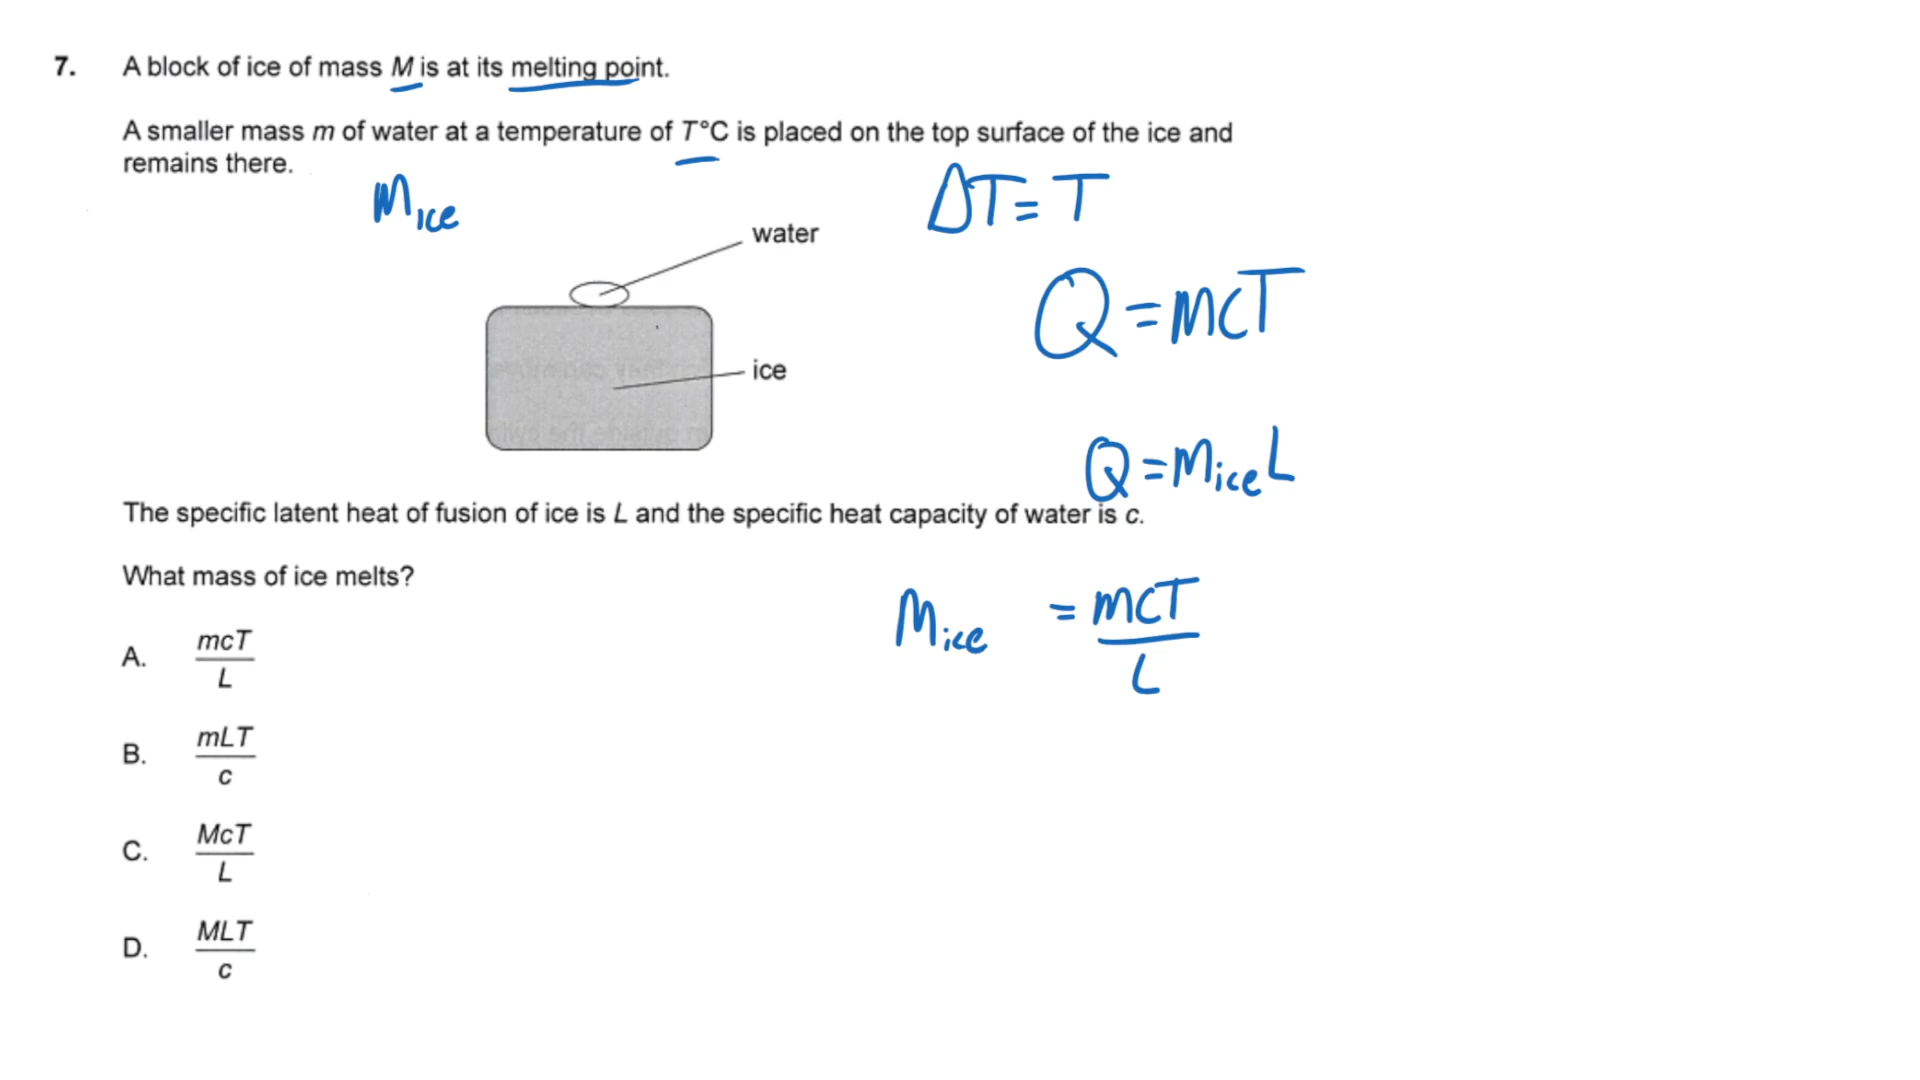 7. A block of ice of mass M is at its melting point.
A smaller mass m of water at a temperature of T°C is placed on the top surface of the ice and
remains there.
Mice
ΔT = T
water
Q = mcT
ice
Q = MiceL
The specific latent heat of fusion of ice is L and the specific heat capacity of water is c.
What mass of ice melts?
Mice = mcT
L
A. mcT
L
B. mLT
c
C. McT
L
D. MLT
c